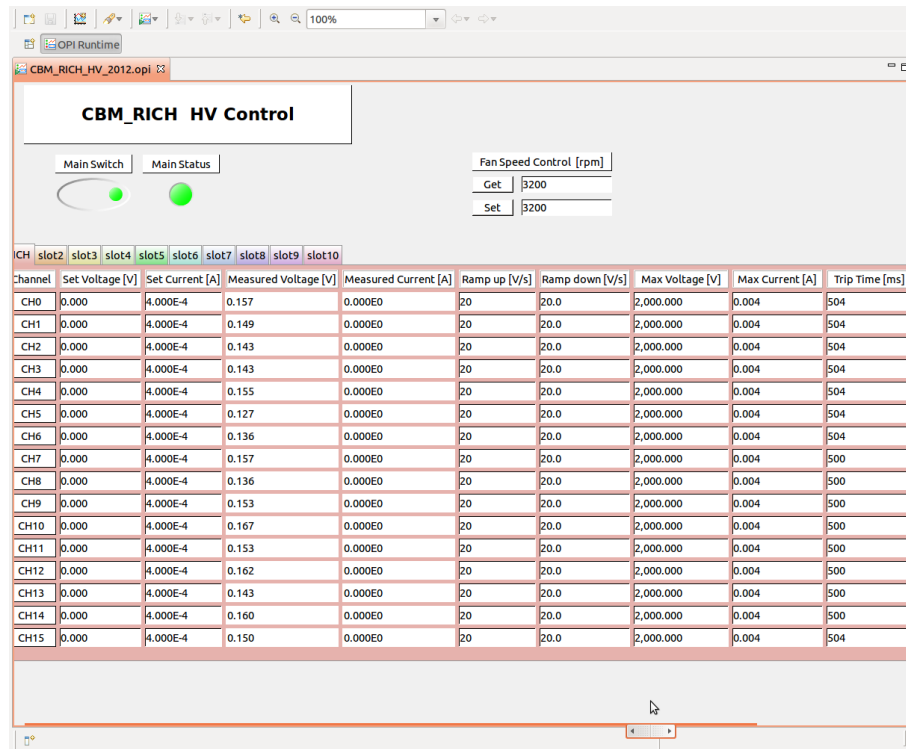 100%
OPI Runtime
CBM_RICH_HV_2012.opi
CBM_RICH HV Control
Main Switch Main Status Fan Speed Control [rpm]
Get 3200
Set 3200
ICH slot2 slot3 slot4 slot5 slot6 slot7 slot8 slot9 slot10
Channel Set Voltage [V] Set Current [A] Measured Voltage [V] Measured Current [A] Ramp up [V/s] Ramp down [V/s] Max Voltage [V] Max Current [A] Trip Time [ms]
CH0 0.000 4.000E-4 0.157 0.000E0 20 20.0 2,000.000 0.004 504
CH1 0.000 4.000E-4 0.149 0.000E0 20 20.0 2,000.000 0.004 504
CH2 0.000 4.000E-4 0.143 0.000E0 20 20.0 2,000.000 0.004 504
CH3 0.000 4.000E-4 0.143 0.000E0 20 20.0 2,000.000 0.004 504
CH4 0.000 4.000E-4 0.155 0.000E0 20 20.0 2,000.000 0.004 504
CH5 0.000 4.000E-4 0.127 0.000E0 20 20.0 2,000.000 0.004 504
CH6 0.000 4.000E-4 0.136 0.000E0 20 20.0 2,000.000 0.004 504
CH7 0.000 4.000E-4 0.157 0.000E0 20 20.0 2,000.000 0.004 500
CH8 0.000 4.000E-4 0.136 0.000E0 20 20.0 2,000.000 0.004 500
CH9 0.000 4.000E-4 0.153 0.000E0 20 20.0 2,000.000 0.004 500
CH10 0.000 4.000E-4 0.167 0.000E0 20 20.0 2,000.000 0.004 500
CH11 0.000 4.000E-4 0.153 0.000E0 20 20.0 2,000.000 0.004 500
CH12 0.000 4.000E-4 0.162 0.000E0 20 20.0 2,000.000 0.004 500
CH13 0.000 4.000E-4 0.143 0.000E0 20 20.0 2,000.000 0.004 500
CH14 0.000 4.000E-4 0.160 0.000E0 20 20.0 2,000.000 0.004 500
CH15 0.000 4.000E-4 0.150 0.000E0 20 20.0 2,000.000 0.004 504